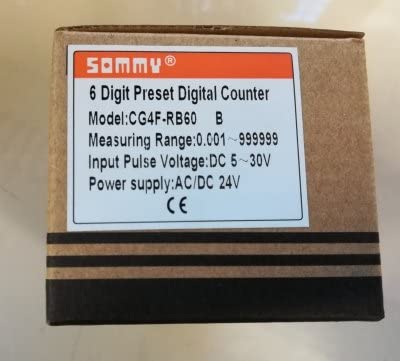 SOMMY®
6 Digit Preset Digital Counter
Model:CG4F-RB60 B
Measuring Range:0.001~999999
Input Pulse Voltage:DC 5~30V
Power supply:AC/DC 24V
CE